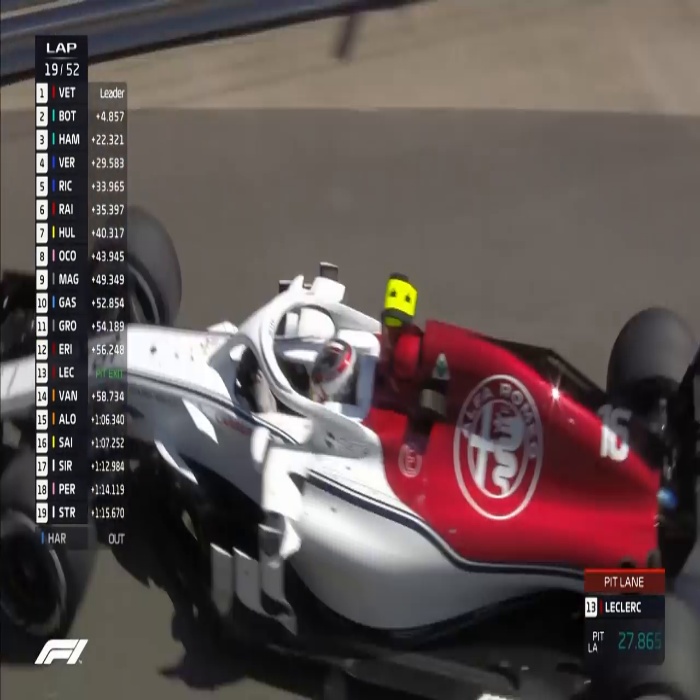 LAP
19/52
1 VET Leader
2 BOT +4.857
3 HAM +22.321
4 VER +29.583
5 RIC +33.965
6 RAI +35.397
7 HUL +40.317
8 OCO +43.945
9 MAG +49.349
10 GAS +52.854
11 GRO +54.189
12 ERI +56.248
13 LEC PIT EXIT
14 VAN +58.734
15 ALO +1:06.340
16 SAI +1:07.252
17 SIR +1:12.984
18 PER +1:14.119
19 STR +1:15.670
HAR OUT
ALFA ROMEO
16
PIT LANE
13 LECLERC
PIT
LA 27.865
F1